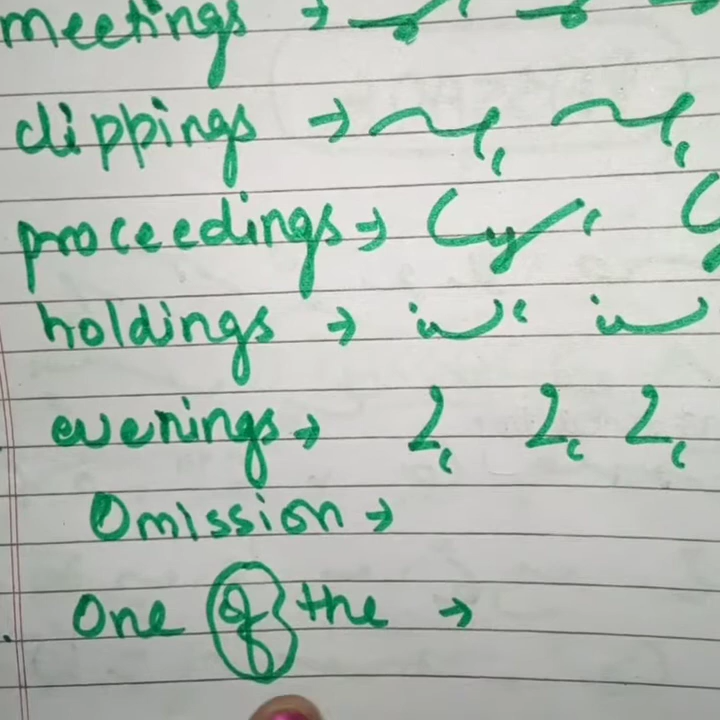 meetings →
clippings →
proceedings →
holdings →
evenings →
Omission →
One of the →